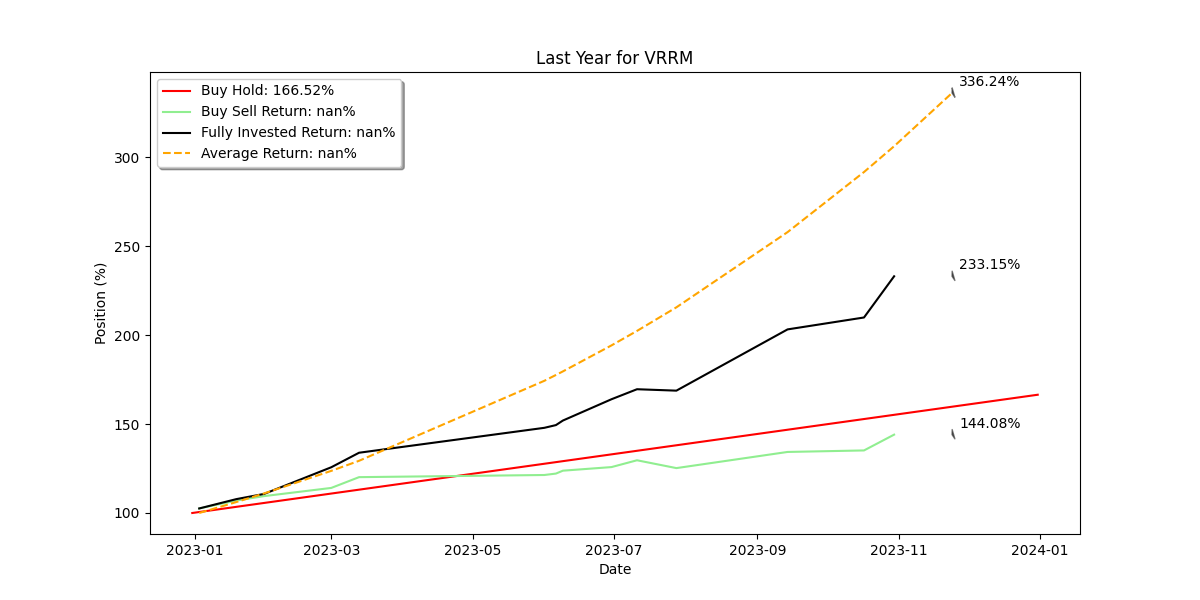 Last Year for VRRM
Buy Hold: 166.52%
Buy Sell Return: nan%
Fully Invested Return: nan%
Average Return: nan%
336.24%
233.15%
144.08%
300
250
200
150
100
Position (%)
2023-01 2023-03 2023-05 2023-07 2023-09 2023-11 2024-01
Date